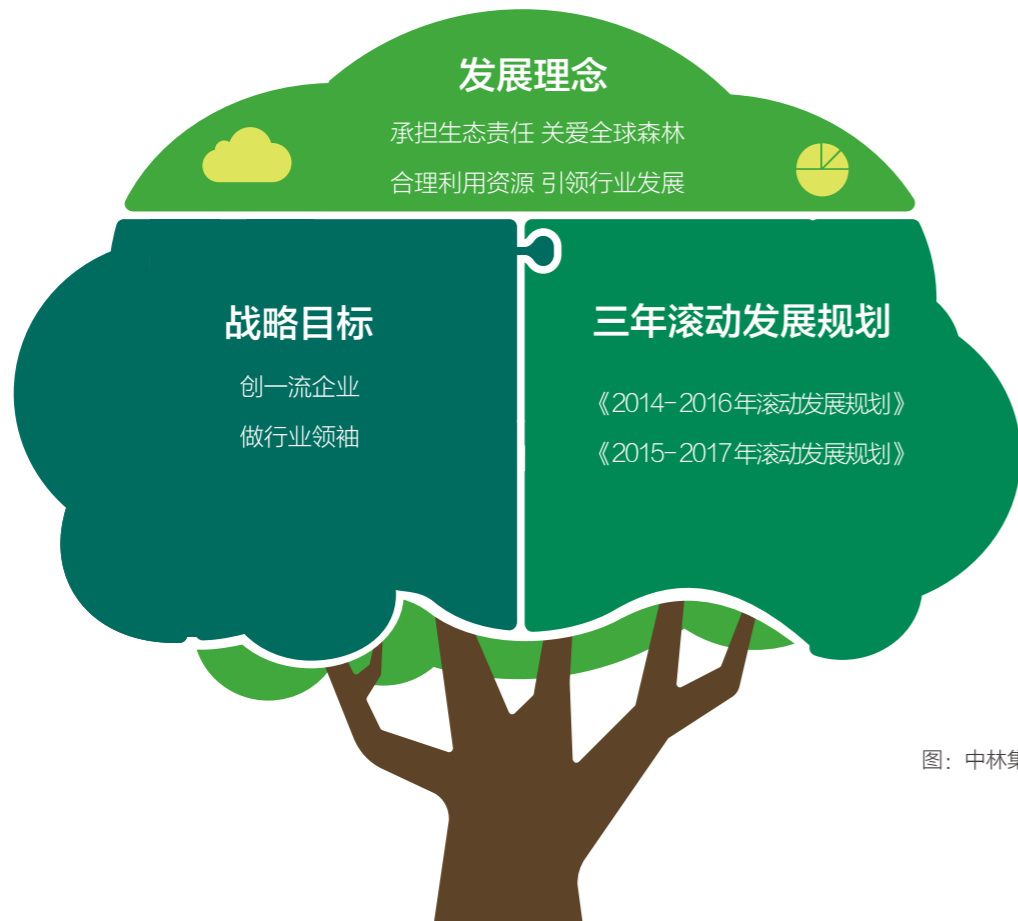 发展理念
承担生态责任 关爱全球森林
合理利用资源 引领行业发展
战略目标
创一流企业
做行业领袖
三年滚动发展规划
《2014-2016年滚动发展规划》
《2015-2017年滚动发展规划》
图：中林集